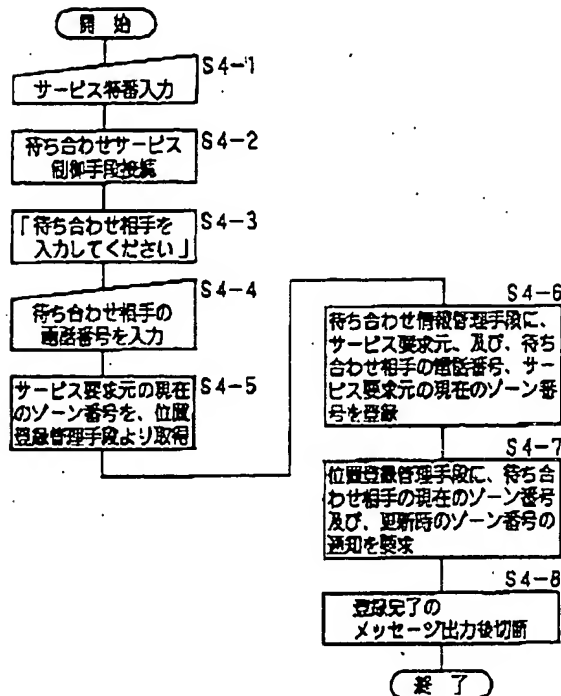 開 始
S4-1
サービス特番入力
S4-2
待ち合わせサービス
制御手段接続
S4-3
「待ち合わせ相手を
入力してください」
S4-4
待ち合わせ相手の
電話番号を入力
S4-5
サービス要求元の現在
のゾーン番号を、位置
登録管理手段より取得
S4-6
待ち合わせ情報管理手段に、
サービス要求元、及び、待ち
合わせ相手の電話番号、サー
ビス要求元の現在のゾーン番
号を登録
S4-7
位置登録管理手段に、待ち合
わせ相手の現在のゾーン番号
及び、更新時のゾーン番号の
通知を要求
S4-8
登録完了の
メッセージ出力後切断
終 了